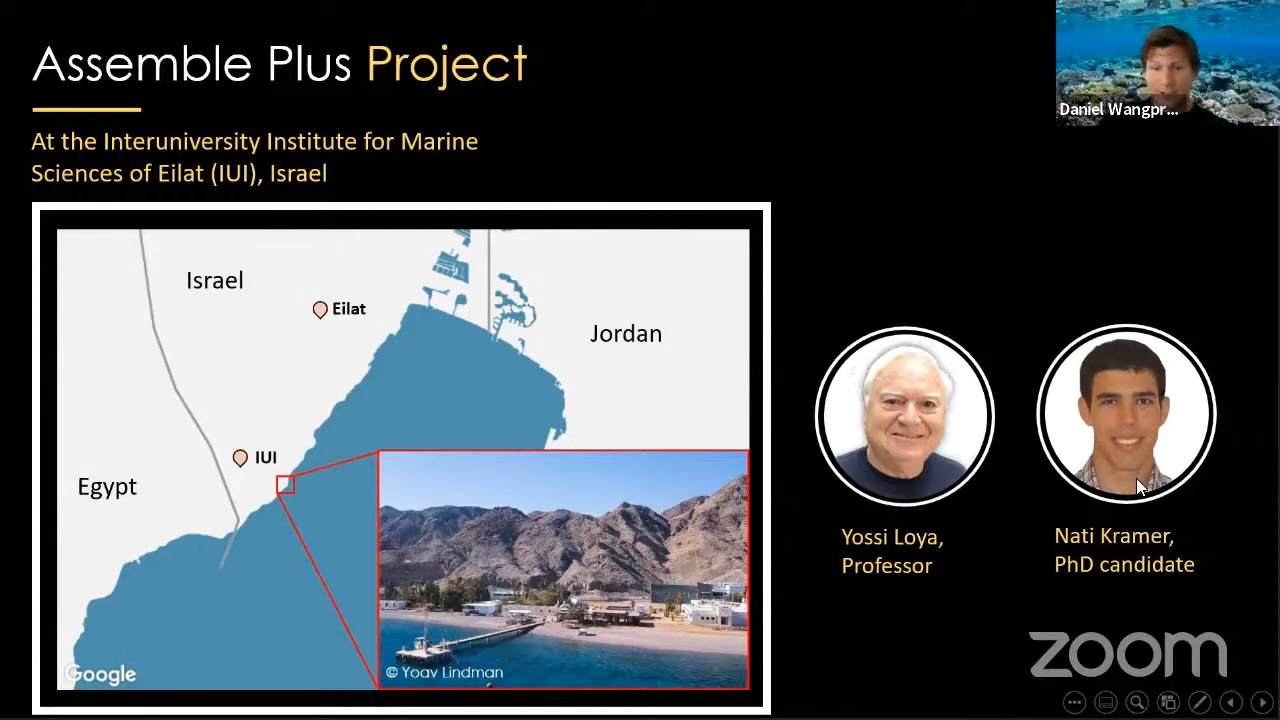 Assemble Plus Project
Daniel Wangpr...
At the Interuniversity Institute for Marine
Sciences of Eilat (IUI), Israel
Israel
Eilat
Jordan
IUI
Egypt
Google
© Yoav Lindman
Yossi Loya,
Professor
Nati Kramer,
PhD candidate
zoom